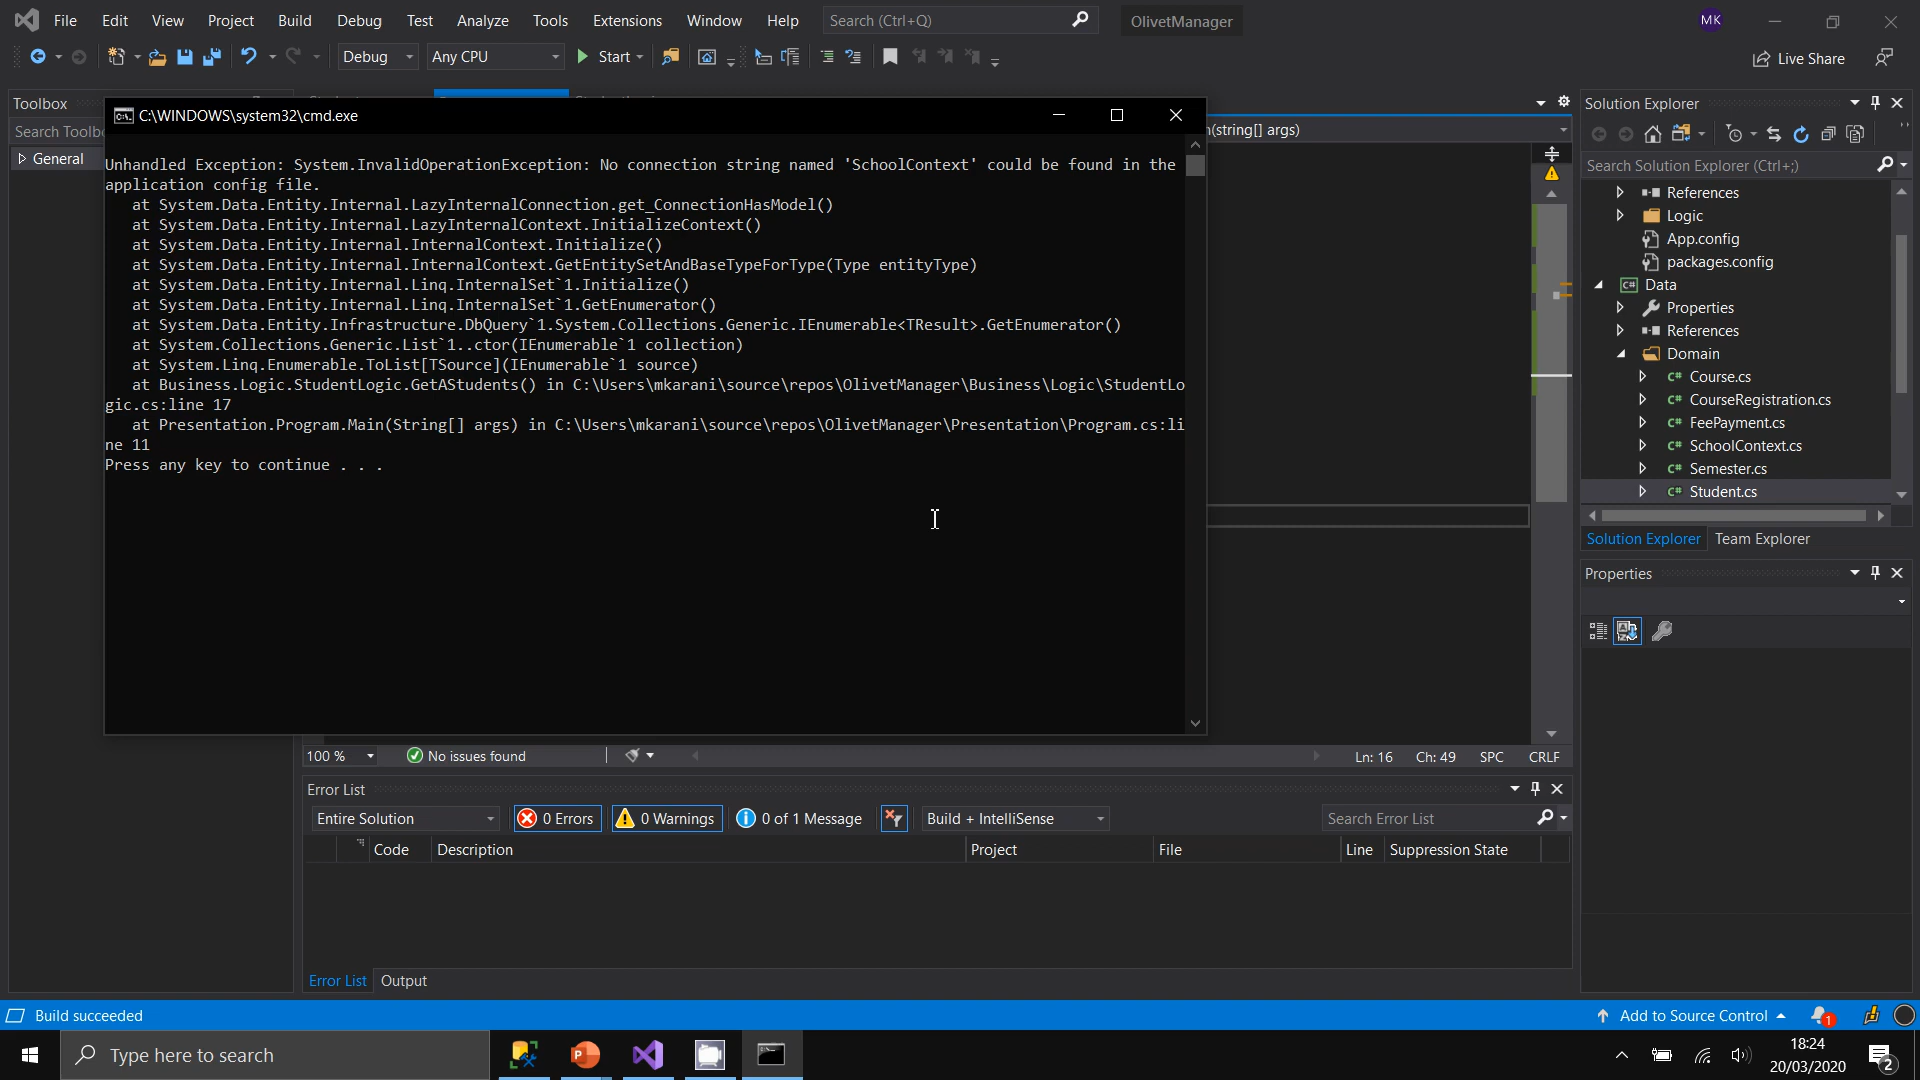 File Edit View Project Build Debug Test Analyze Tools Extensions Window Help Search (Ctrl+Q) OlivetManager MK
Debug Any CPU Start Live Share
Toolbox
Search Toolb
General
C:\WINDOWS\system32\cmd.exe
n(string[] args)
Unhandled Exception: System.InvalidOperationException: No connection string named 'SchoolContext' could be found in the
application config file.
at System.Data.Entity.Internal.LazyInternalConnection.get_ConnectionHasModel()
at System.Data.Entity.Internal.LazyInternalContext.InitializeContext()
at System.Data.Entity.Internal.InternalContext.Initialize()
at System.Data.Entity.Internal.InternalContext.GetEntitySetAndBaseTypeForType(Type entityType)
at System.Data.Entity.Internal.Linq.InternalSet`1.Initialize()
at System.Data.Entity.Internal.Linq.InternalSet`1.GetEnumerator()
at System.Data.Entity.Infrastructure.DbQuery`1.System.Collections.Generic.IEnumerable<TResult>.GetEnumerator()
at System.Collections.Generic.List`1..ctor(IEnumerable`1 collection)
at System.Linq.Enumerable.ToList[TSource](IEnumerable`1 source)
at Business.Logic.StudentLogic.GetAStudents() in C:\Users\mkarani\source\repos\OlivetManager\Business\Logic\StudentLo
gic.cs:line 17
at Presentation.Program.Main(String[] args) in C:\Users\mkarani\source\repos\OlivetManager\Presentation\Program.cs:li
ne 11
Press any key to continue . . .
100 % No issues found Ln: 16 Ch: 49 SPC CRLF
Error List
Entire Solution 0 Errors 0 Warnings 0 of 1 Message Build + IntelliSense Search Error List
Code Description Project File Line Suppression State
Error List Output
Solution Explorer
Search Solution Explorer (Ctrl+;)
References
Logic
App.config
packages.config
C# Data
Properties
References
Domain
C# Course.cs
C# CourseRegistration.cs
C# FeePayment.cs
C# SchoolContext.cs
C# Semester.cs
C# Student.cs
Solution Explorer Team Explorer
Properties
Build succeeded Add to Source Control 1
Type here to search
18:24
20/03/2020
2